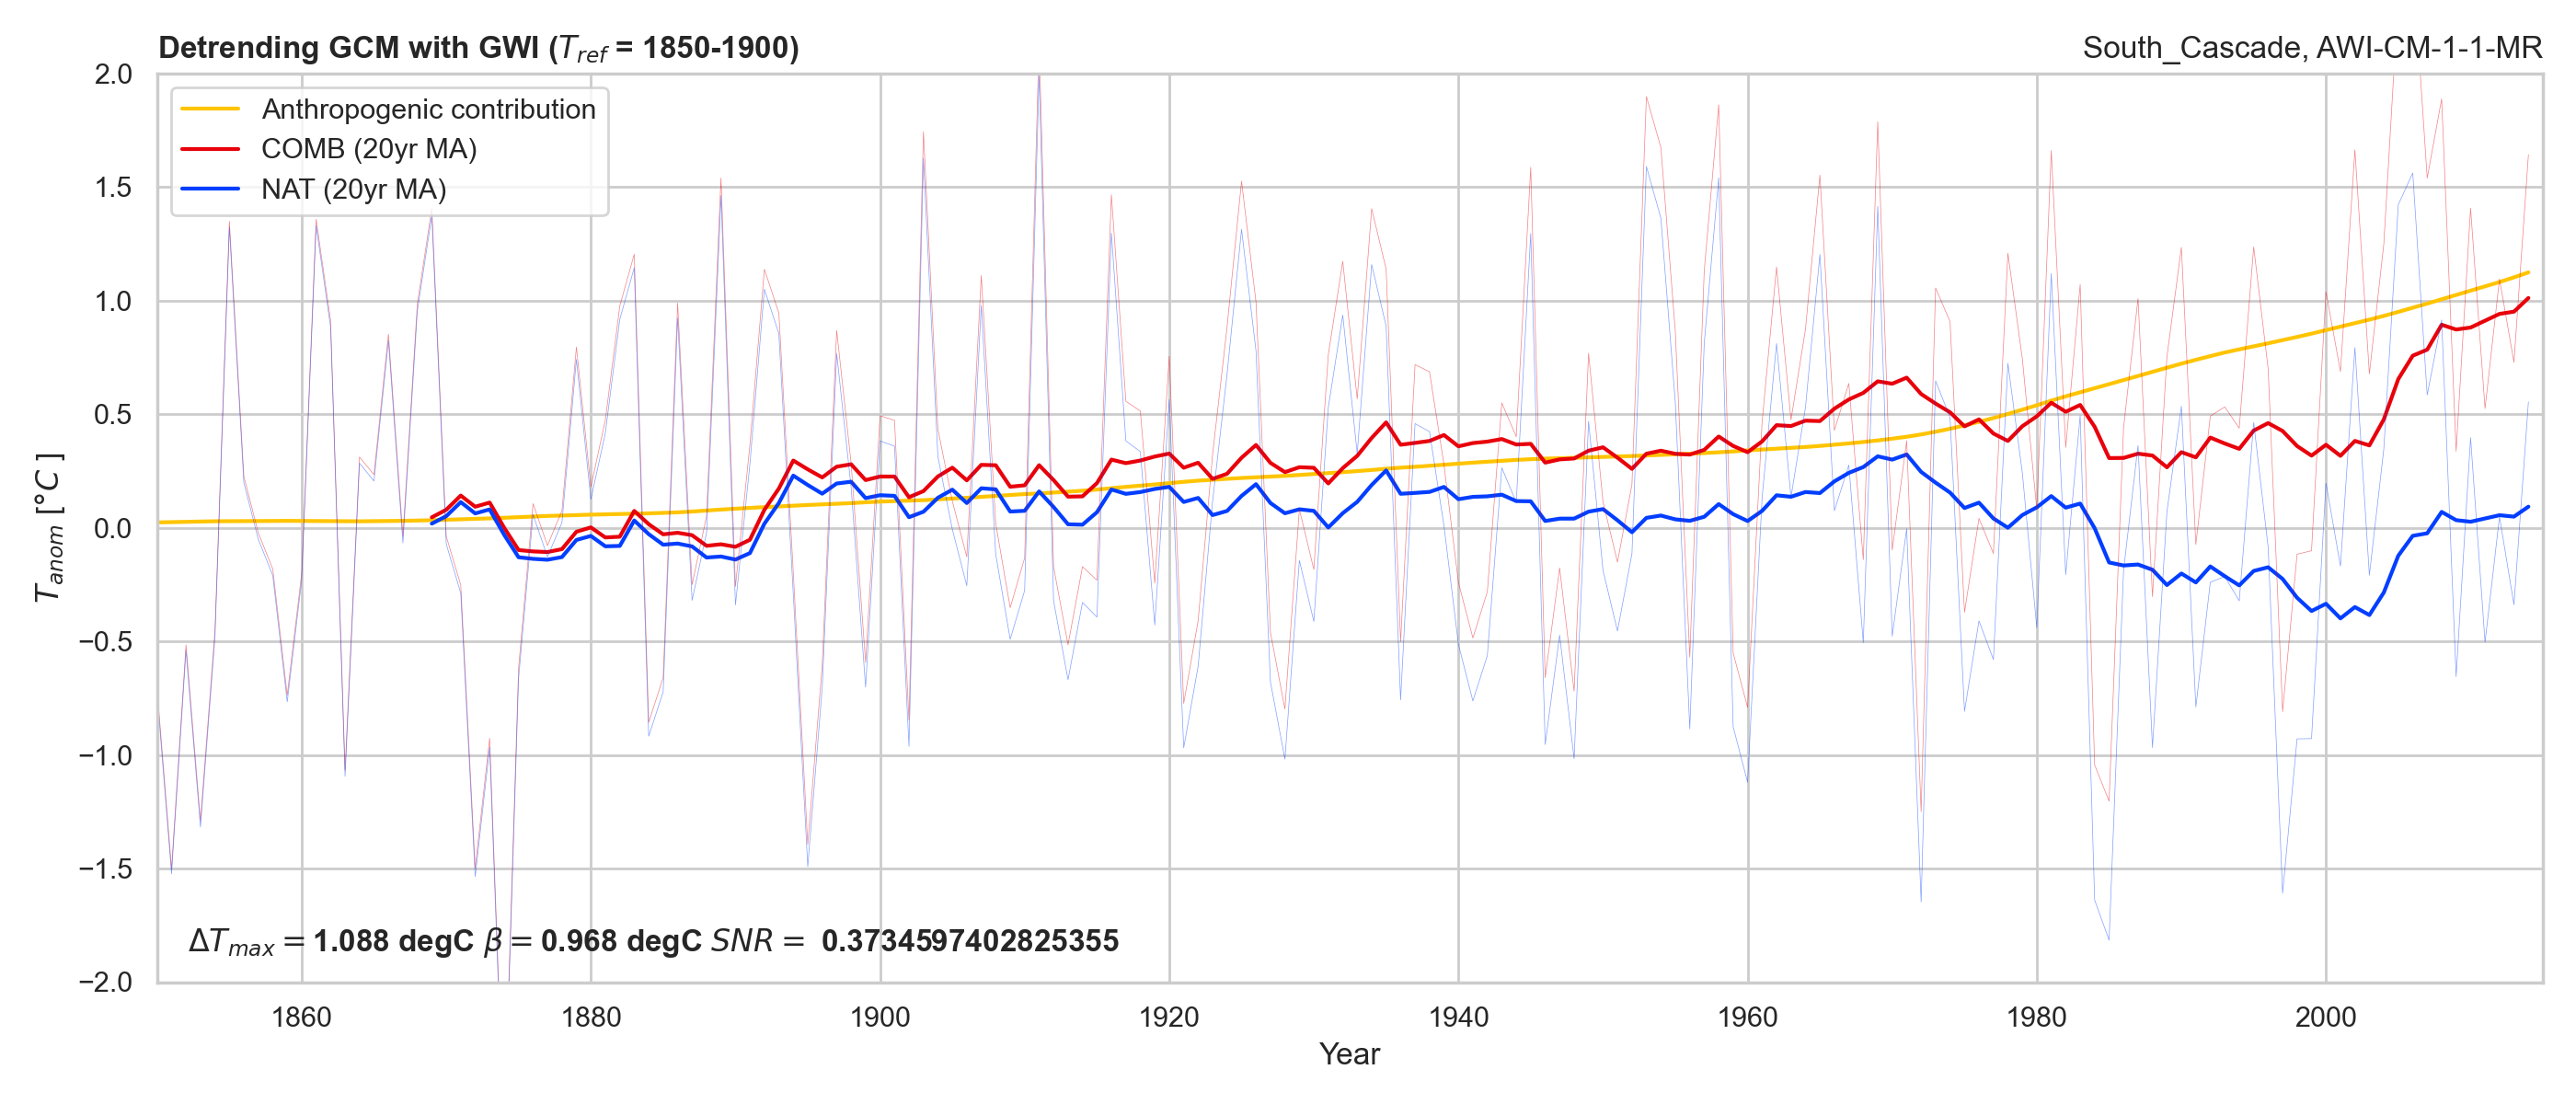 Detrending GCM with GWI (T_ref = 1850-1900)
South_Cascade, AWI-CM-1-1-MR
Anthropogenic contribution
COMB (20yr MA)
NAT (20yr MA)
2.0
1.5
1.0
0.5
0.0
−0.5
−1.0
−1.5
−2.0
T_anom [°C ]
ΔT_max = 1.088 degC β = 0.968 degC SNR = 0.3734597402825355
1860 1880 1900 1920 1940 1960 1980 2000
Year